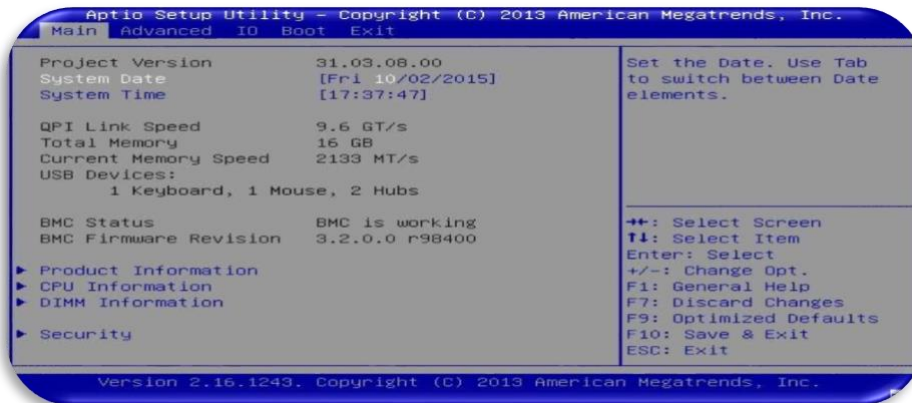 Aptio Setup Utility - Copyright (C) 2013 American Megatrends, Inc.
Main Advanced IO Boot Exit
Project Version 31.03.08.00
System Date [Fri 10/02/2015]
System Time [17:37:47]
QPI Link Speed 9.6 GT/s
Total Memory 16 GB
Current Memory Speed 2133 MT/s
USB Devices:
1 Keyboard, 1 Mouse, 2 Hubs
BMC Status BMC is working
BMC Firmware Revision 3.2.0.0 r98400
► Product Information
► CPU Information
► DIMM Information
► Security
Set the Date. Use Tab
to switch between Date
elements.
→←: Select Screen
↑↓: Select Item
Enter: Select
+/-: Change Opt.
F1: General Help
F7: Discard Changes
F9: Optimized Defaults
F10: Save & Exit
ESC: Exit
Version 2.16.1243. Copyright (C) 2013 American Megatrends, Inc.